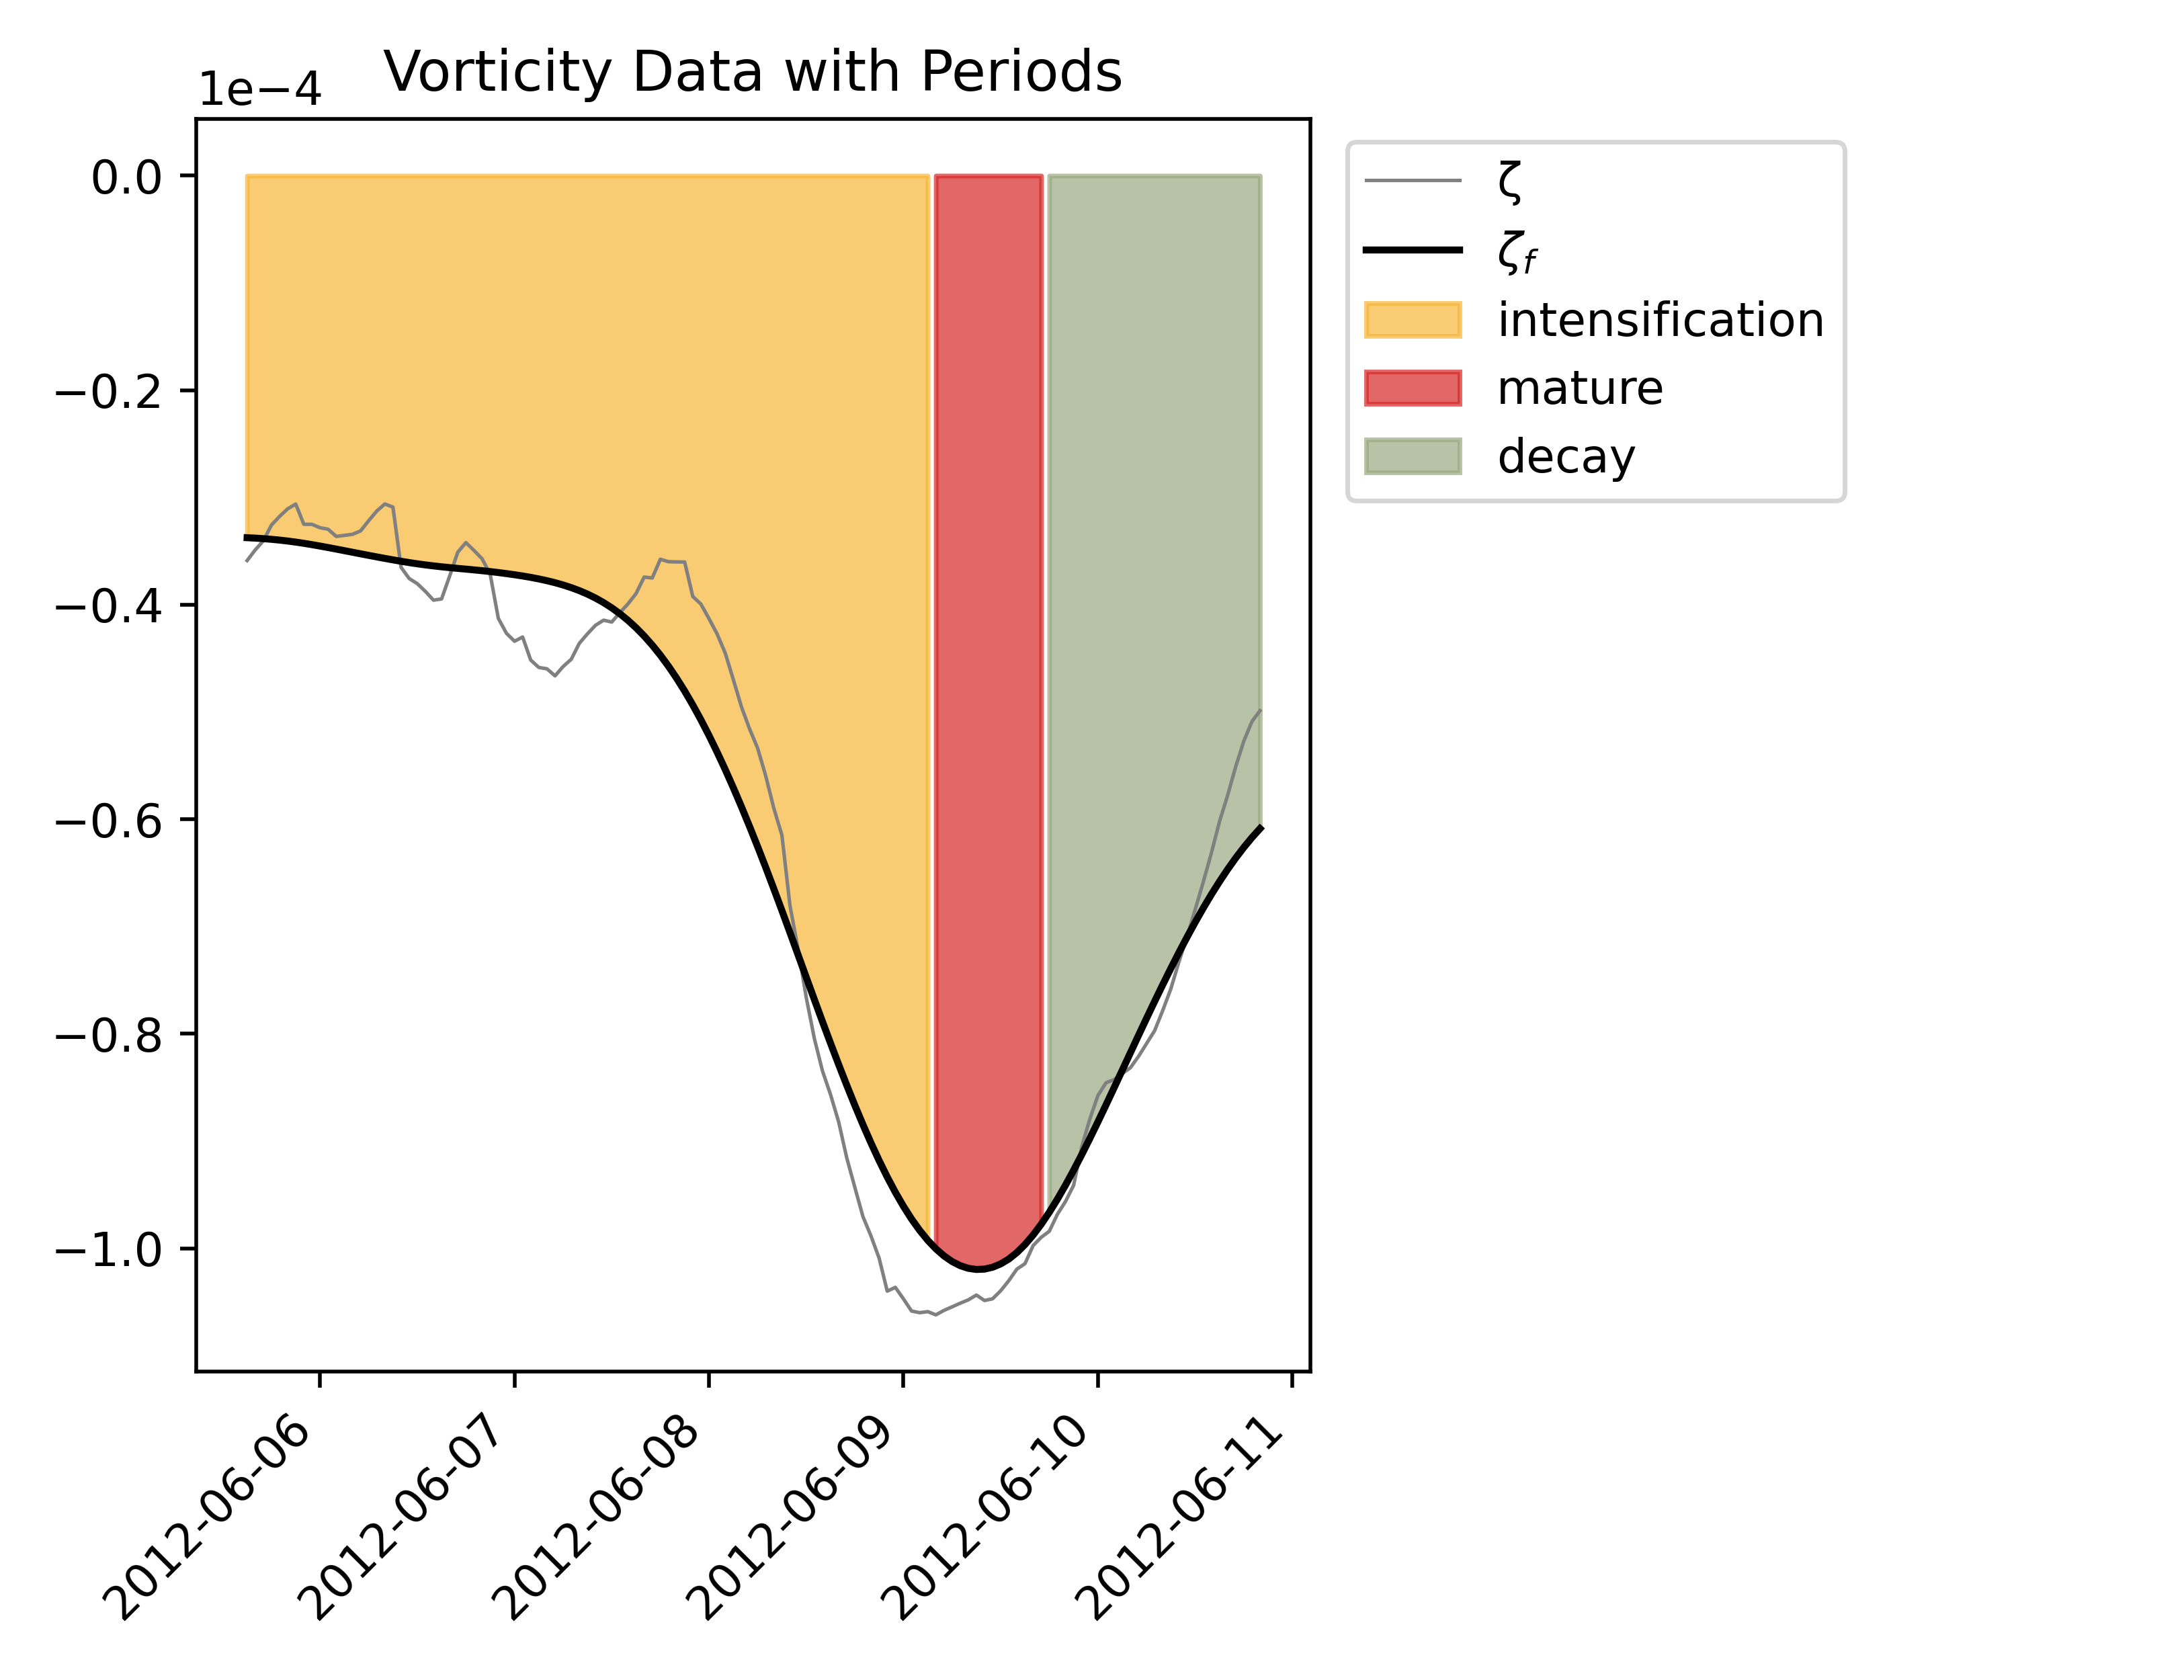 Vorticity Data with Periods
1e−4
0.0
−0.2
−0.4
−0.6
−0.8
−1.0
2012-06-06
2012-06-07
2012-06-08
2012-06-09
2012-06-10
2012-06-11
ζ
ζf
intensification
mature
decay